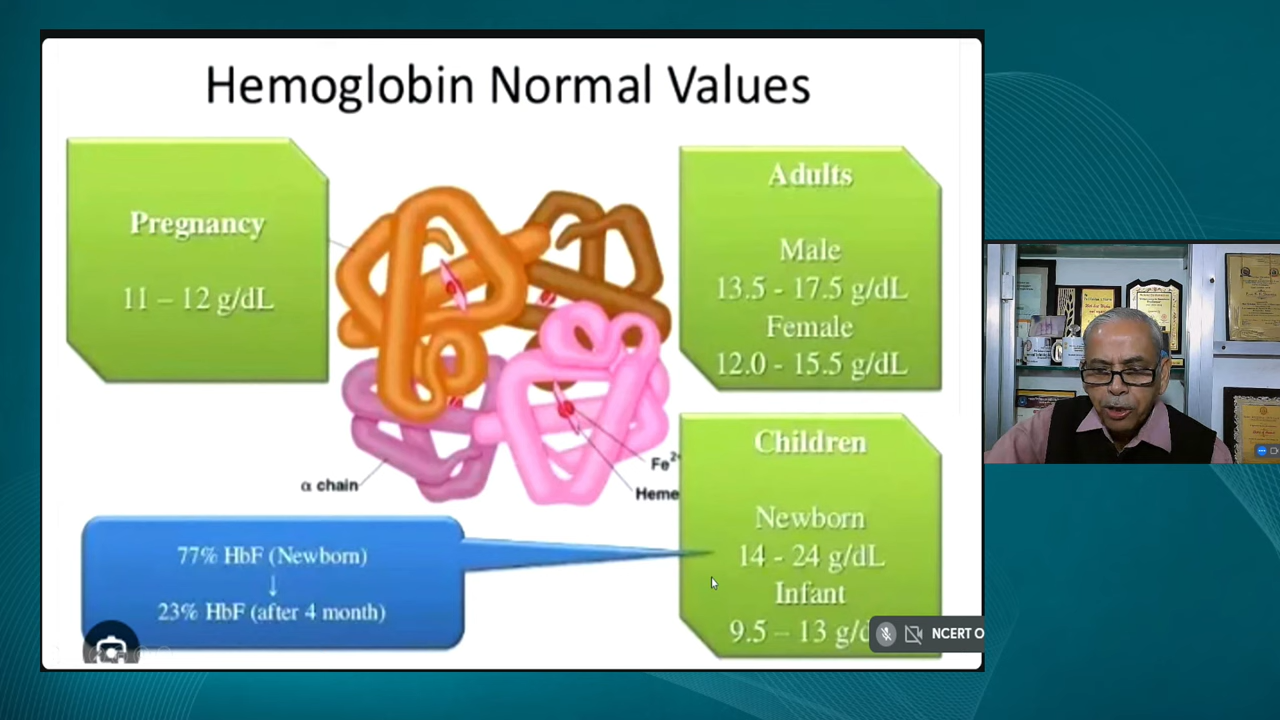 Hemoglobin Normal Values
Pregnancy
11 – 12 g/dL
Adults
Male
13.5 - 17.5 g/dL
Female
12.0 - 15.5 g/dL
Children
Newborn
14 - 24 g/dL
Infant
9.5 – 13 g/d
Fe2+
Heme
α chain
77% HbF (Newborn)
↓
23% HbF (after 4 month)
NCERT O